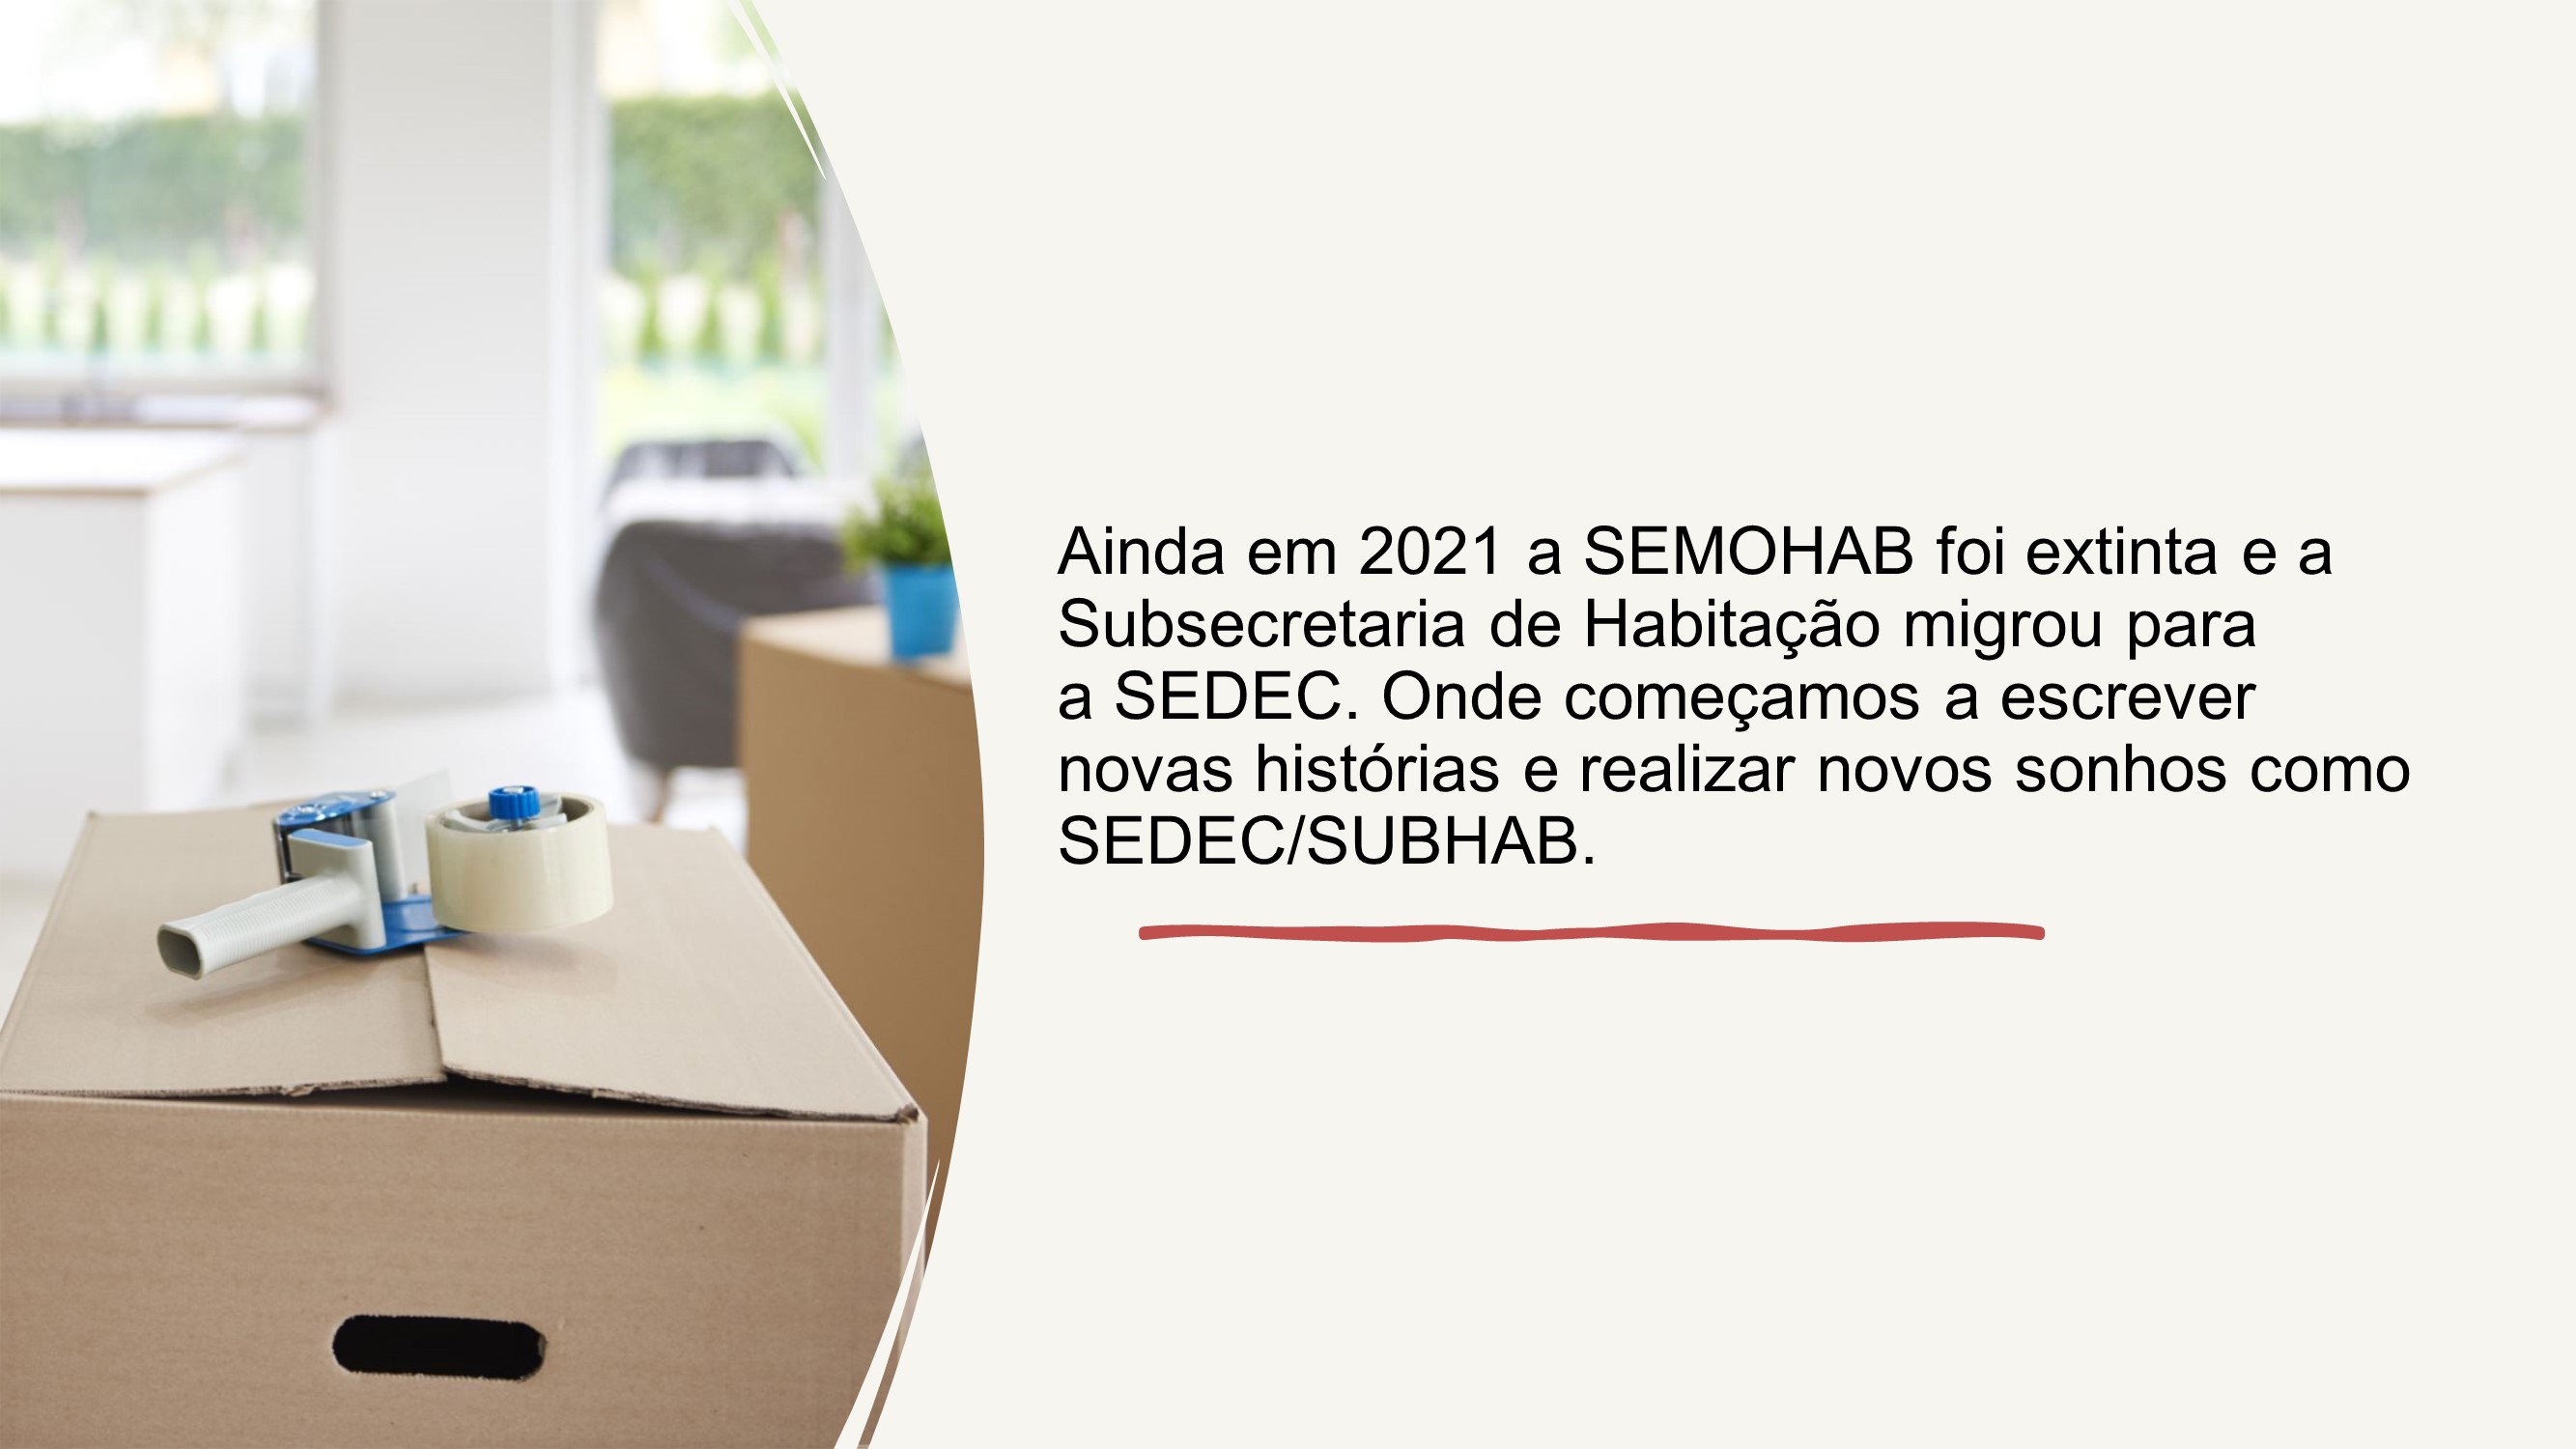 Ainda em 2021 a SEMOHAB foi extinta e a
Subsecretaria de Habitação migrou para
a SEDEC. Onde começamos a escrever
novas histórias e realizar novos sonhos como
SEDEC/SUBHAB.